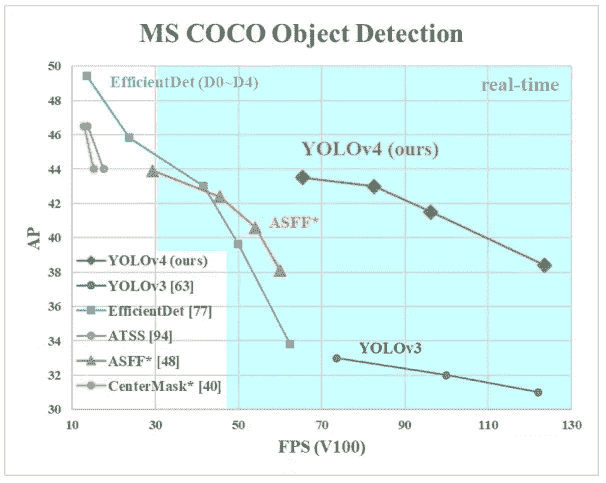 MS COCO Object Detection
50
48
46
44
42
40
38
36
34
32
30
AP
EfficientDet (D0~D4)
real-time
YOLOv4 (ours)
ASFF*
YOLOv3
YOLOv4 (ours)
YOLOv3 [63]
EfficientDet [77]
ATSS [94]
ASFF* [48]
CenterMask* [40]
10 30 50 70 90 110 130
FPS (V100)